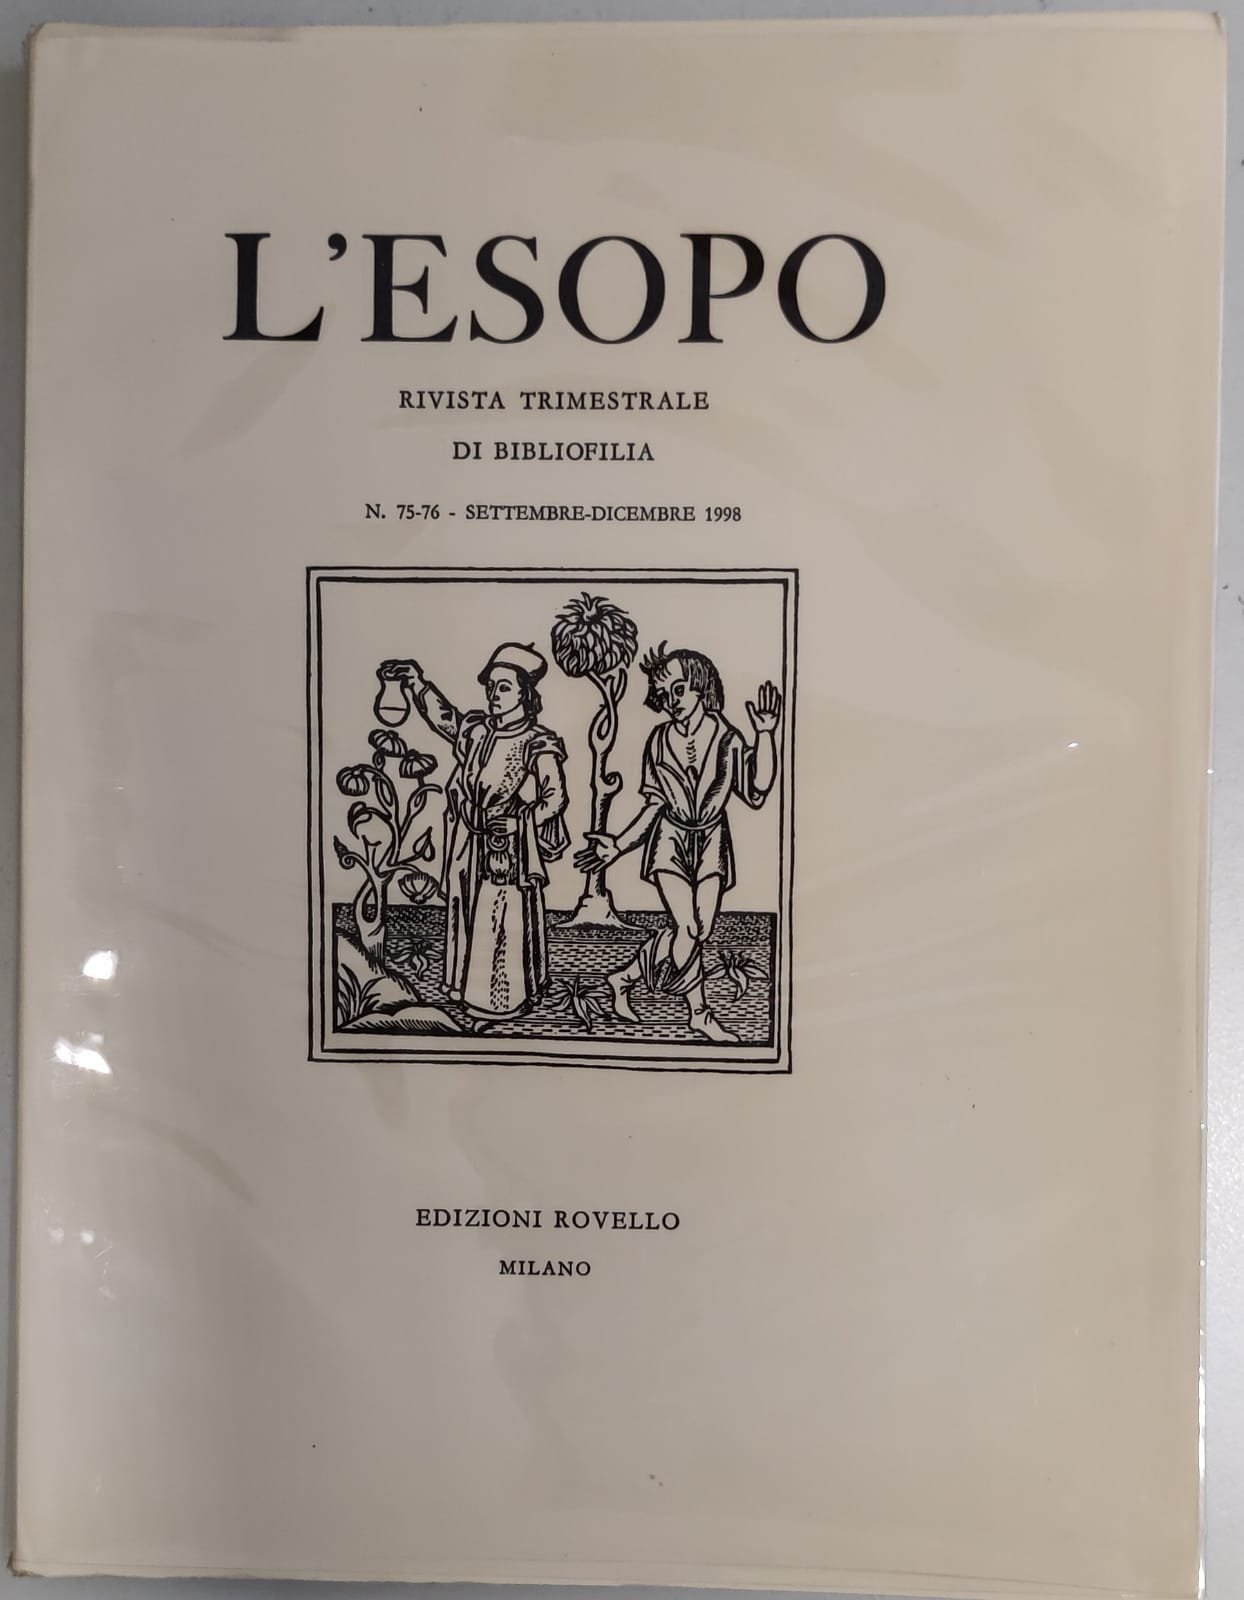 L'ESOPO
RIVISTA TRIMESTRALE
DI BIBLIOFILIA
N. 75-76 - SETTEMBRE-DICEMBRE 1998
EDIZIONI ROVELLO
MILANO